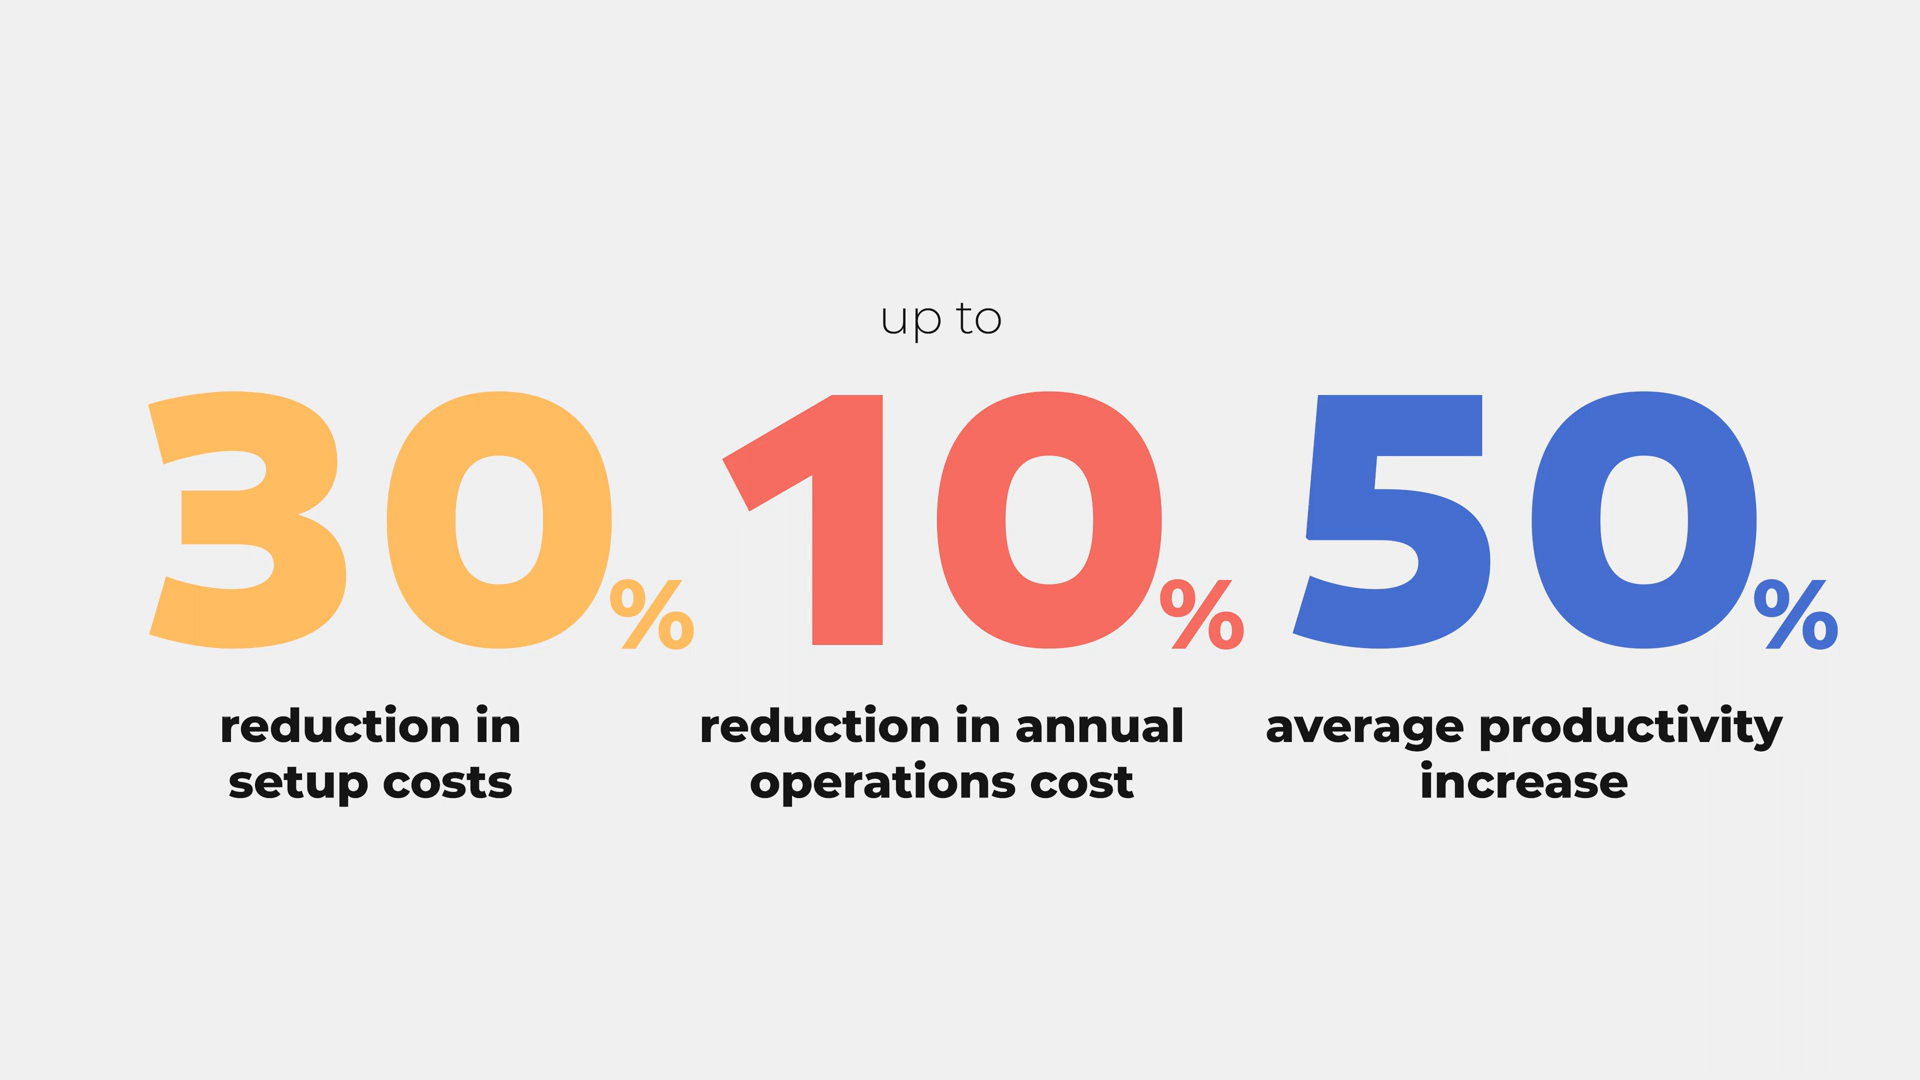 up to
30%
reduction in
setup costs
10%
reduction in annual
operations cost
50%
average productivity
increase